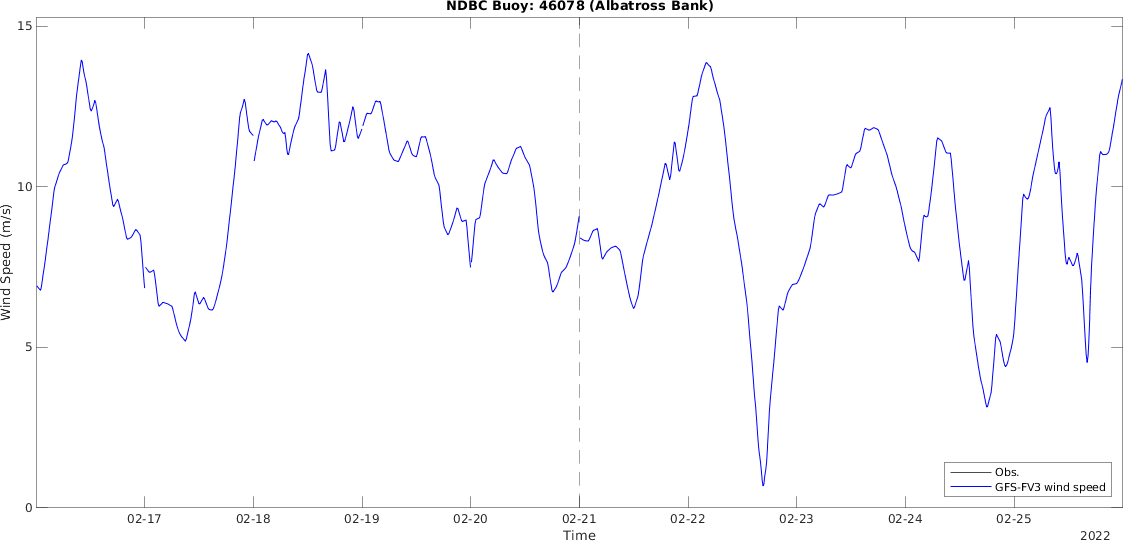 NDBC Buoy: 46078 (Albatross Bank)
15
10
5
0
Wind Speed (m/s)
02-17 02-18 02-19 02-20 02-21 02-22 02-23 02-24 02-25
Time
2022
Obs.
GFS-FV3 wind speed